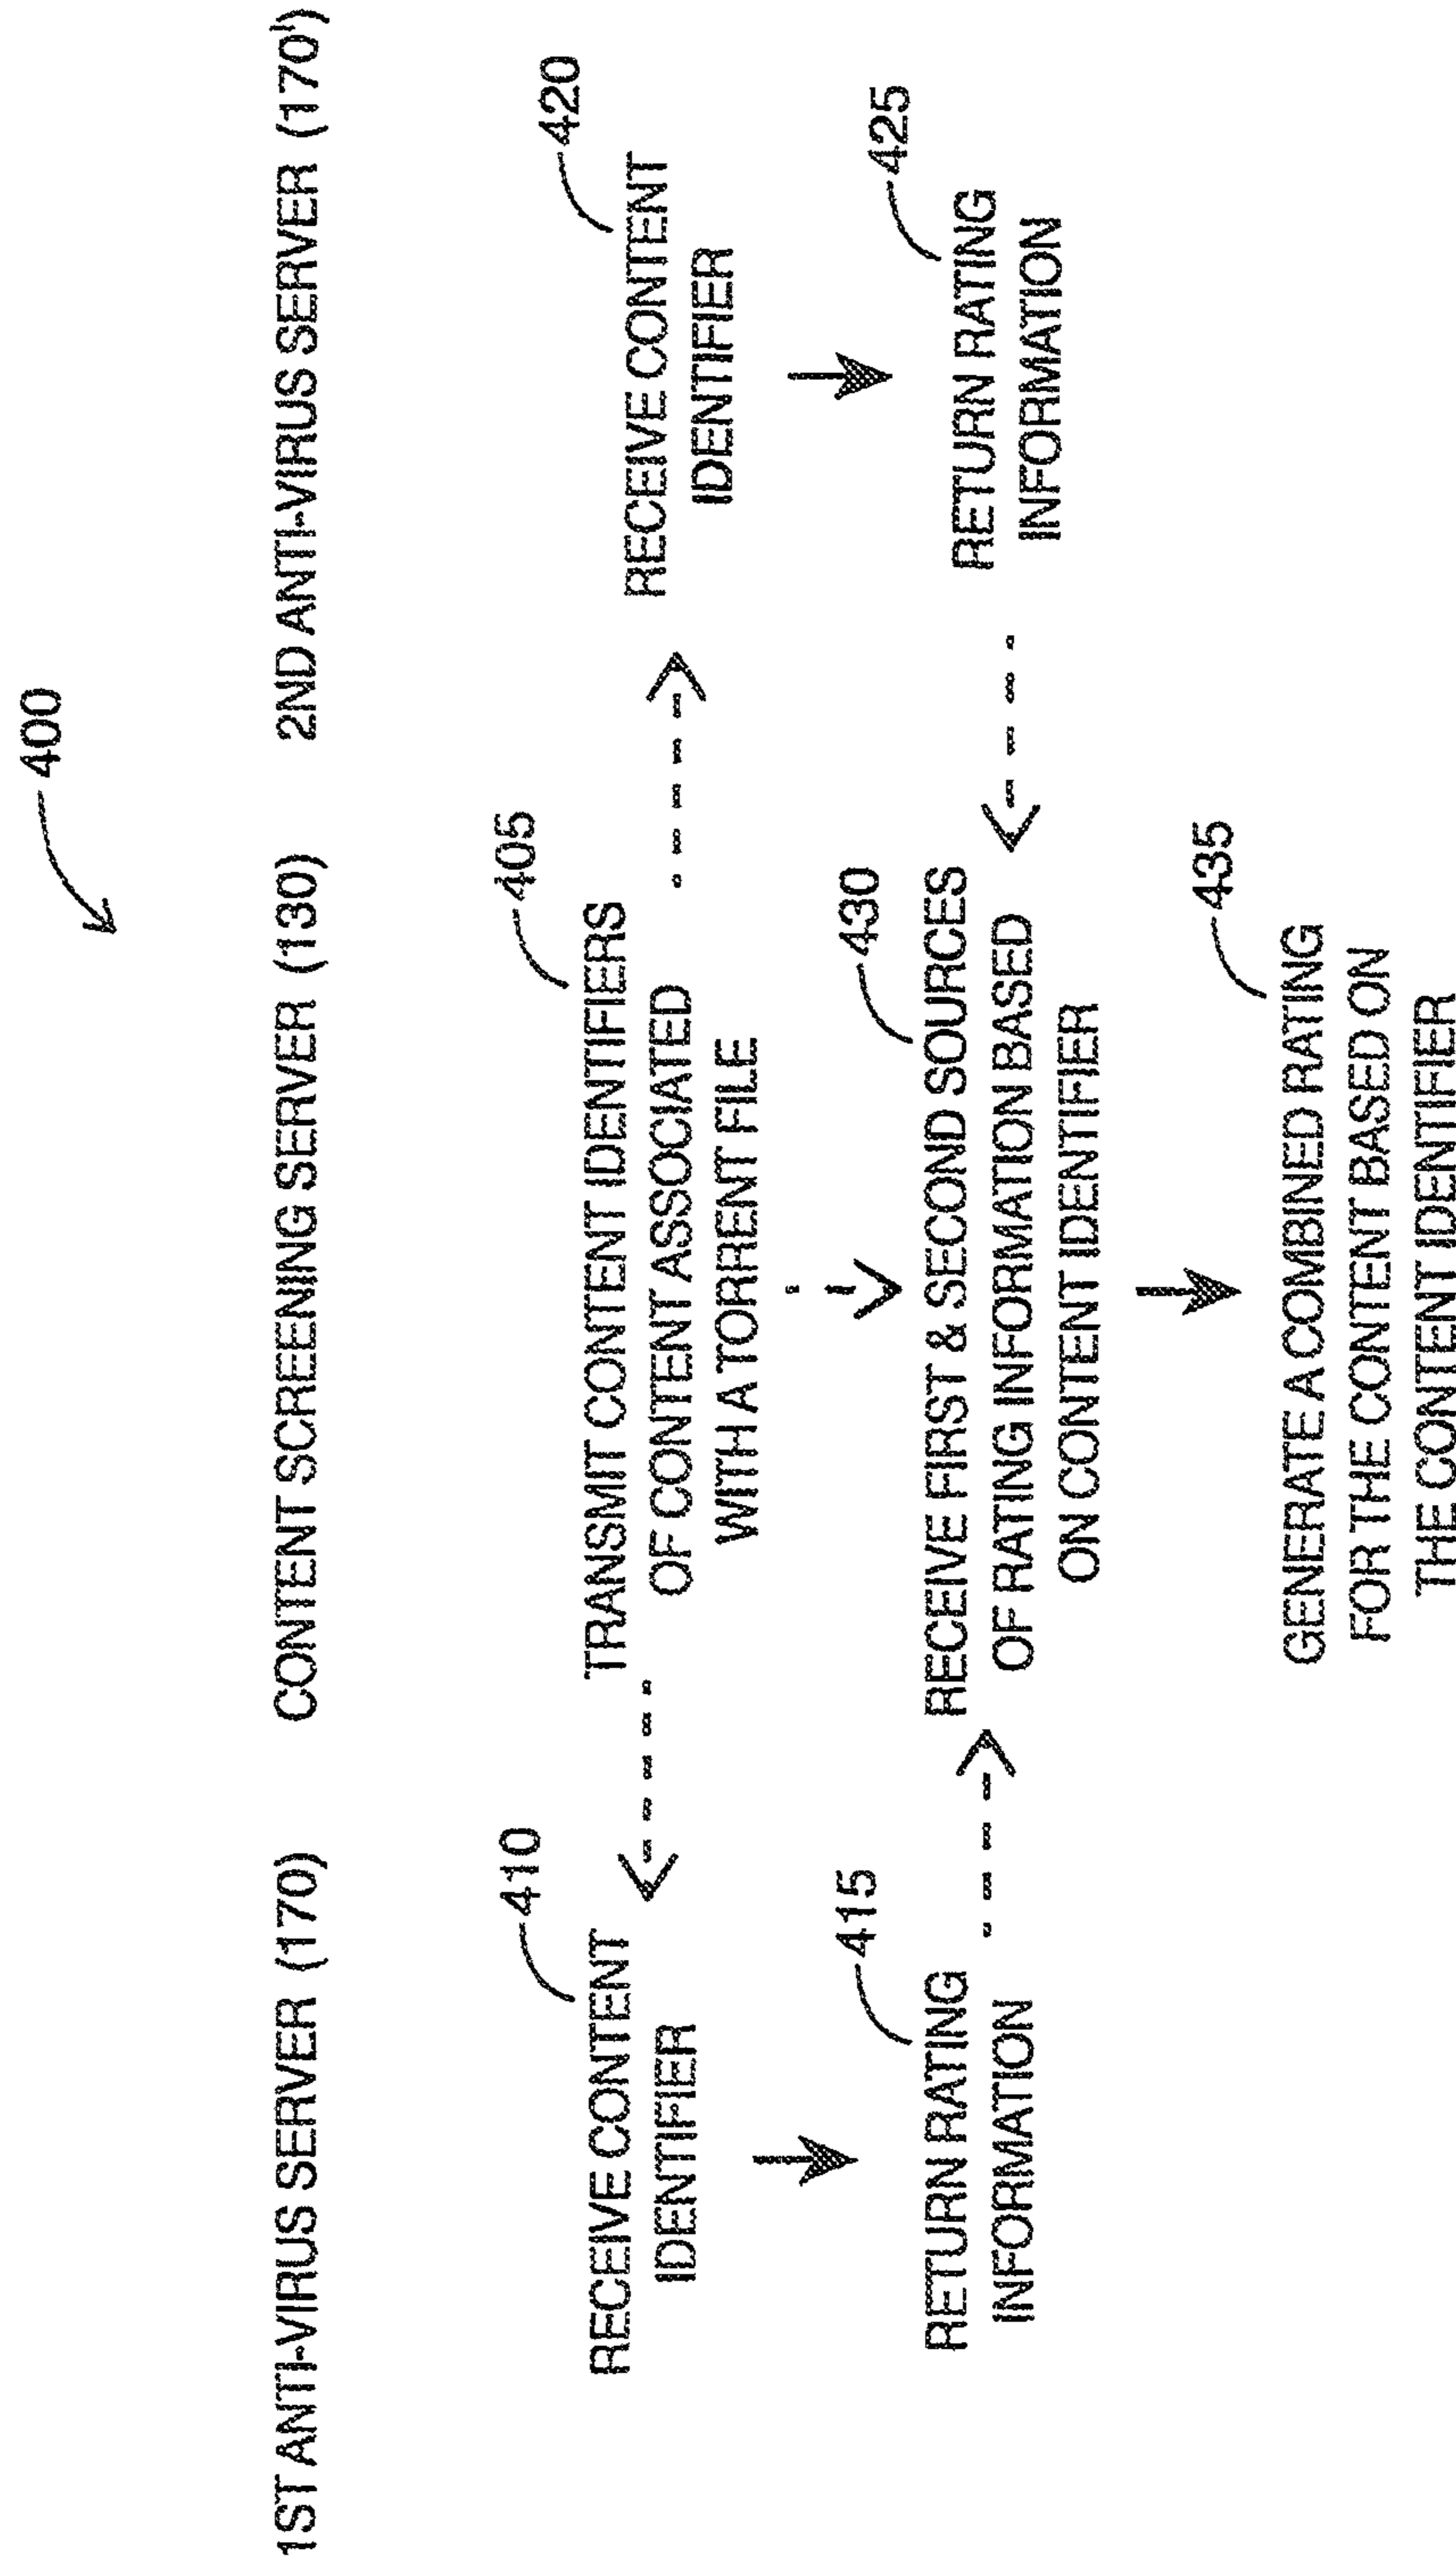 400
1ST ANTI-VIRUS SERVER (170)
CONTENT SCREENING SERVER (130)
2ND ANTI-VIRUS SERVER (170')
405
TRANSMIT CONTENT IDENTIFIERS
OF CONTENT ASSOCIATED
WITH A TORRENT FILE
410
RECEIVE CONTENT
IDENTIFIER
420
RECEIVE CONTENT
IDENTIFIER
415
RETURN RATING
INFORMATION
430
RECEIVE FIRST & SECOND SOURCES
OF RATING INFORMATION BASED
ON CONTENT IDENTIFIER
425
RETURN RATING
INFORMATION
435
GENERATE A COMBINED RATING
FOR THE CONTENT BASED ON
THE CONTENT IDENTIFIER